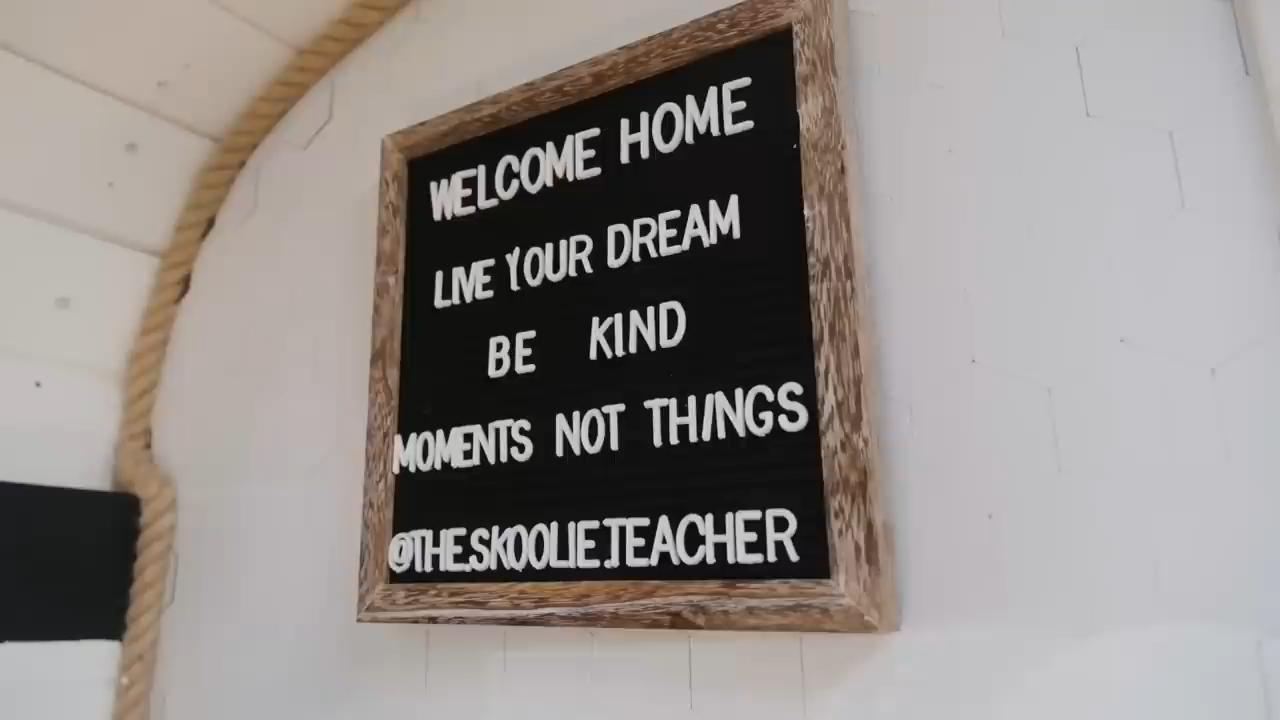 WELCOME HOME
LIVE YOUR DREAM
BE KIND
MOMENTS NOT THINGS
@THE.SKOOLIE.TEACHER